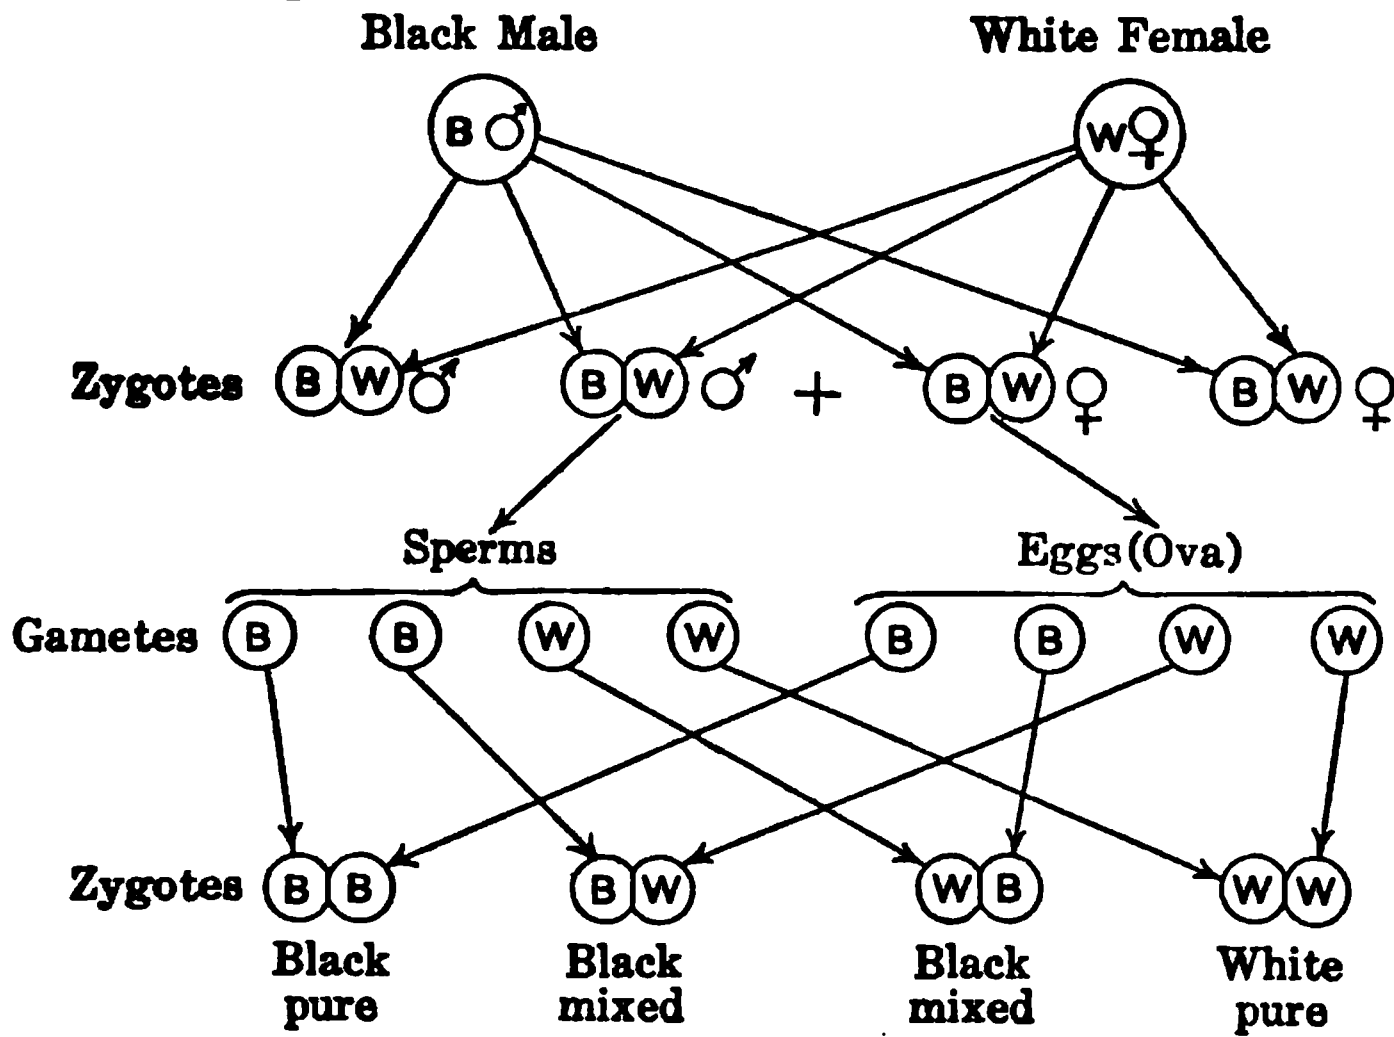 Black Male White Female
B ♂ W ♀
Zygotes B W ♂ B W ♂ + B W ♀ B W ♀
Sperms Eggs (Ova)
Gametes B B W W B B W W
Zygotes B B B W W B W W
Black Black Black White
pure mixed mixed pure